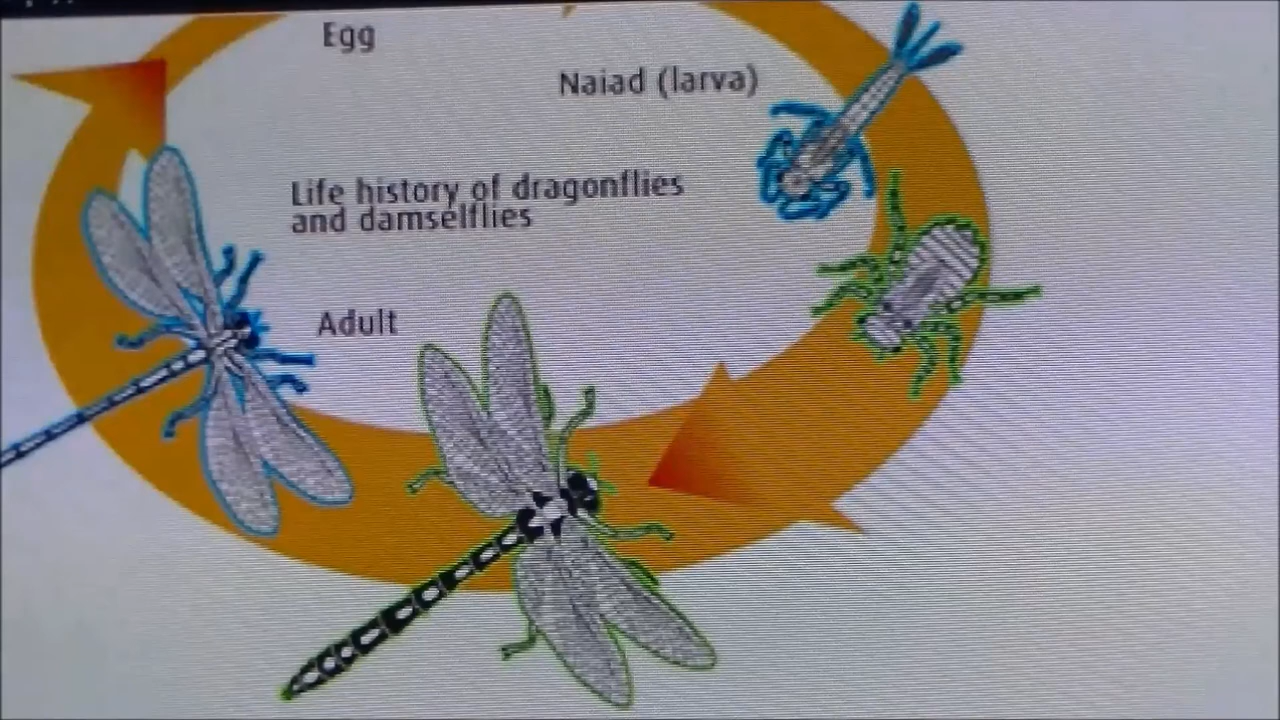 Egg
Naiad (larva)
Life history of dragonflies
and damselflies
Adult